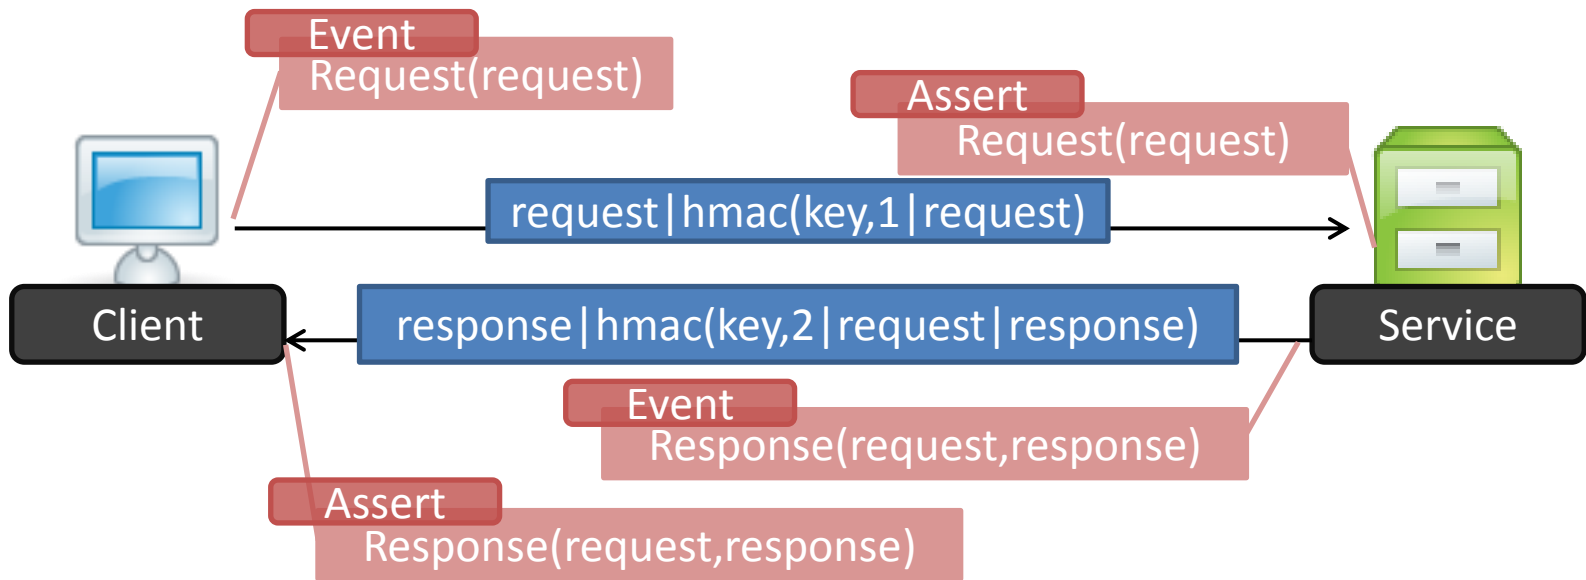 Event
Request(request)
Assert
Request(request)
request|hmac(key,1|request)
Client
response|hmac(key,2|request|response)
Service
Event
Response(request,response)
Assert
Response(request,response)